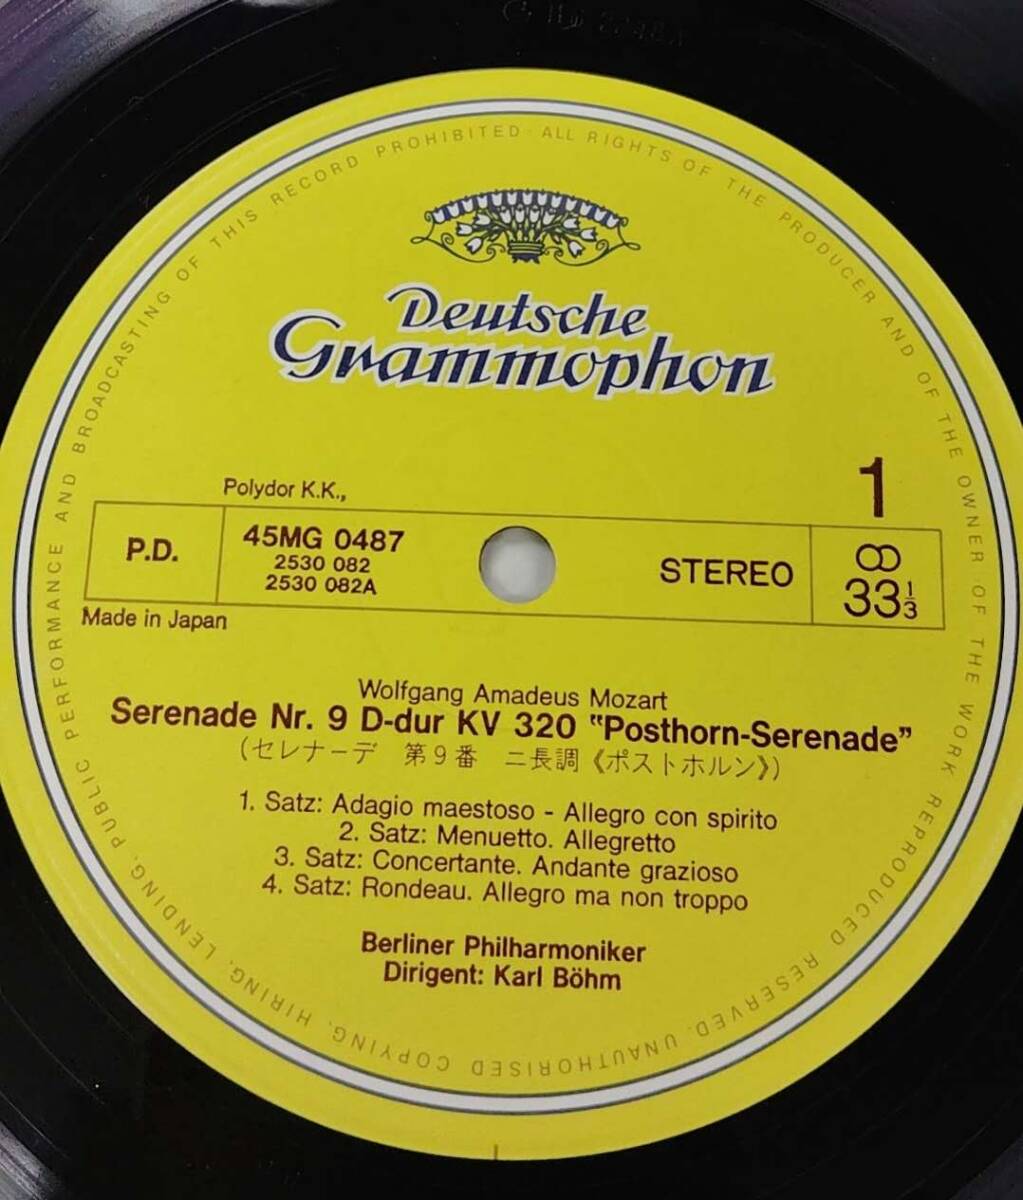 PERFORMANCE AND BROADCASTING OF THIS RECORD PROHIBITED · ALL RIGHTS OF THE PRODUCER AND OF THE OWNER OF THE WORK REPRODUCED RESERVED. UNAUTHORISED COPYING, HIRING, LENDING, PUBLIC
Deutsche
Grammophon
1
Polydor K.K.,
P.D.
45MG 0487
2530 082
2530 082A
STEREO
33 1/3
Made in Japan
Wolfgang Amadeus Mozart
Serenade Nr. 9 D-dur KV 320 "Posthorn-Serenade"
(セレナーデ 第9番 ニ長調《ポストホルン》)
1. Satz: Adagio maestoso - Allegro con spirito
2. Satz: Menuetto. Allegretto
3. Satz: Concertante. Andante grazioso
4. Satz: Rondeau. Allegro ma non troppo
Berliner Philharmoniker
Dirigent: Karl Böhm